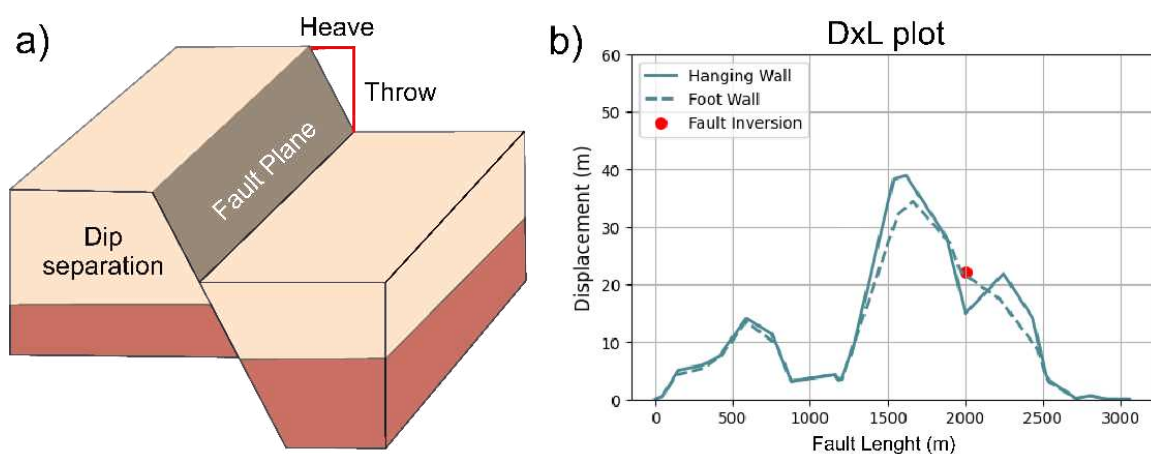 a)
Heave
Throw
Fault Plane
Dip
separation
b)
DxL plot
Hanging Wall
Foot Wall
Fault Inversion
Displacement (m)
60
50
40
30
20
10
0
0 500 1000 1500 2000 2500 3000
Fault Lenght (m)